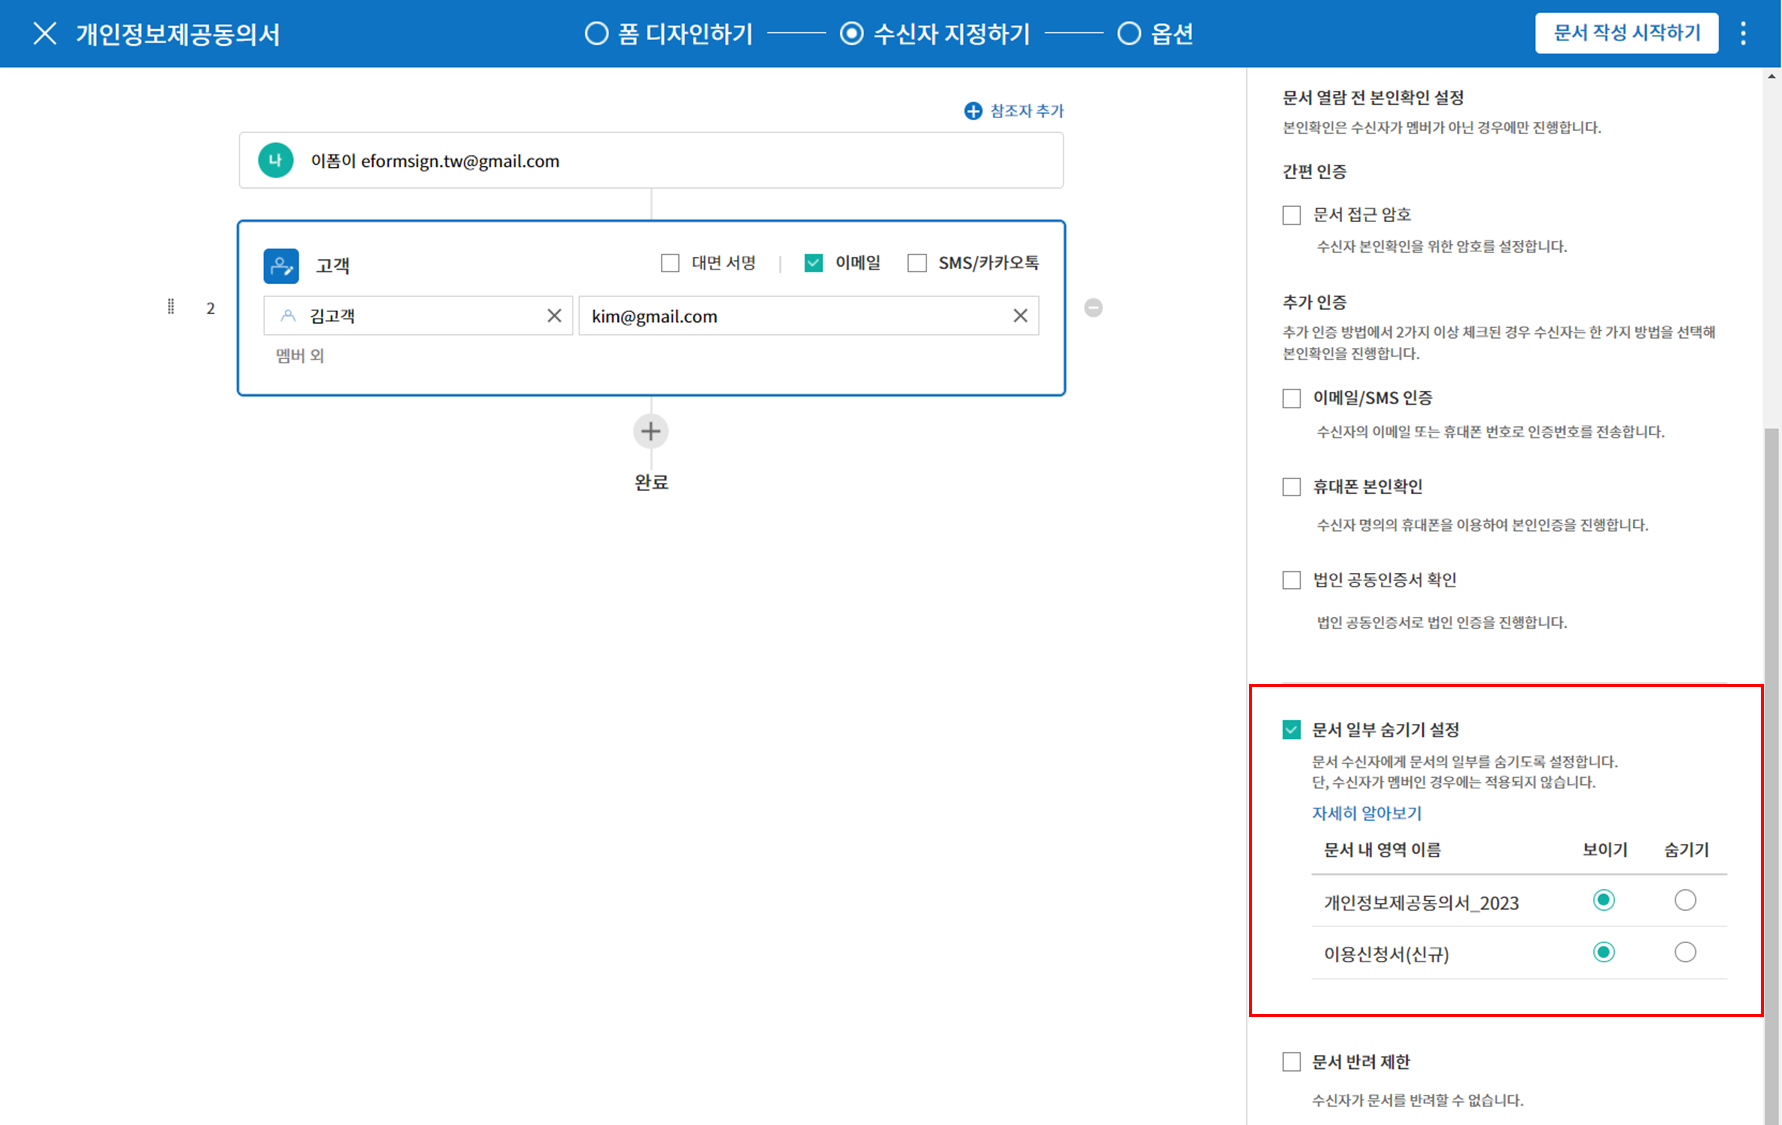 개인정보제공동의서
폼 디자인하기
수신자 지정하기
옵션
문서 작성 시작하기
참조자 추가
나
이폼이 eformsign.tw@gmail.com
고객
대면 서명
이메일
SMS/카카오톡
2
김고객
kim@gmail.com
멤버 외
완료
문서 열람 전 본인확인 설정
본인확인은 수신자가 멤버가 아닌 경우에만 진행합니다.
간편 인증
문서 접근 암호
수신자 본인확인을 위한 암호를 설정합니다.
추가 인증
추가 인증 방법에서 2가지 이상 체크된 경우 수신자는 한 가지 방법을 선택해
본인확인을 진행합니다.
이메일/SMS 인증
수신자의 이메일 또는 휴대폰 번호로 인증번호를 전송합니다.
휴대폰 본인확인
수신자 명의의 휴대폰을 이용하여 본인인증을 진행합니다.
법인 공동인증서 확인
법인 공동인증서로 법인 인증을 진행합니다.
문서 일부 숨기기 설정
문서 수신자에게 문서의 일부를 숨기도록 설정합니다.
단, 수신자가 멤버인 경우에는 적용되지 않습니다.
자세히 알아보기
문서 내 영역 이름 보이기 숨기기
개인정보제공동의서_2023
이용신청서(신규)
문서 반려 제한
수신자가 문서를 반려할 수 없습니다.